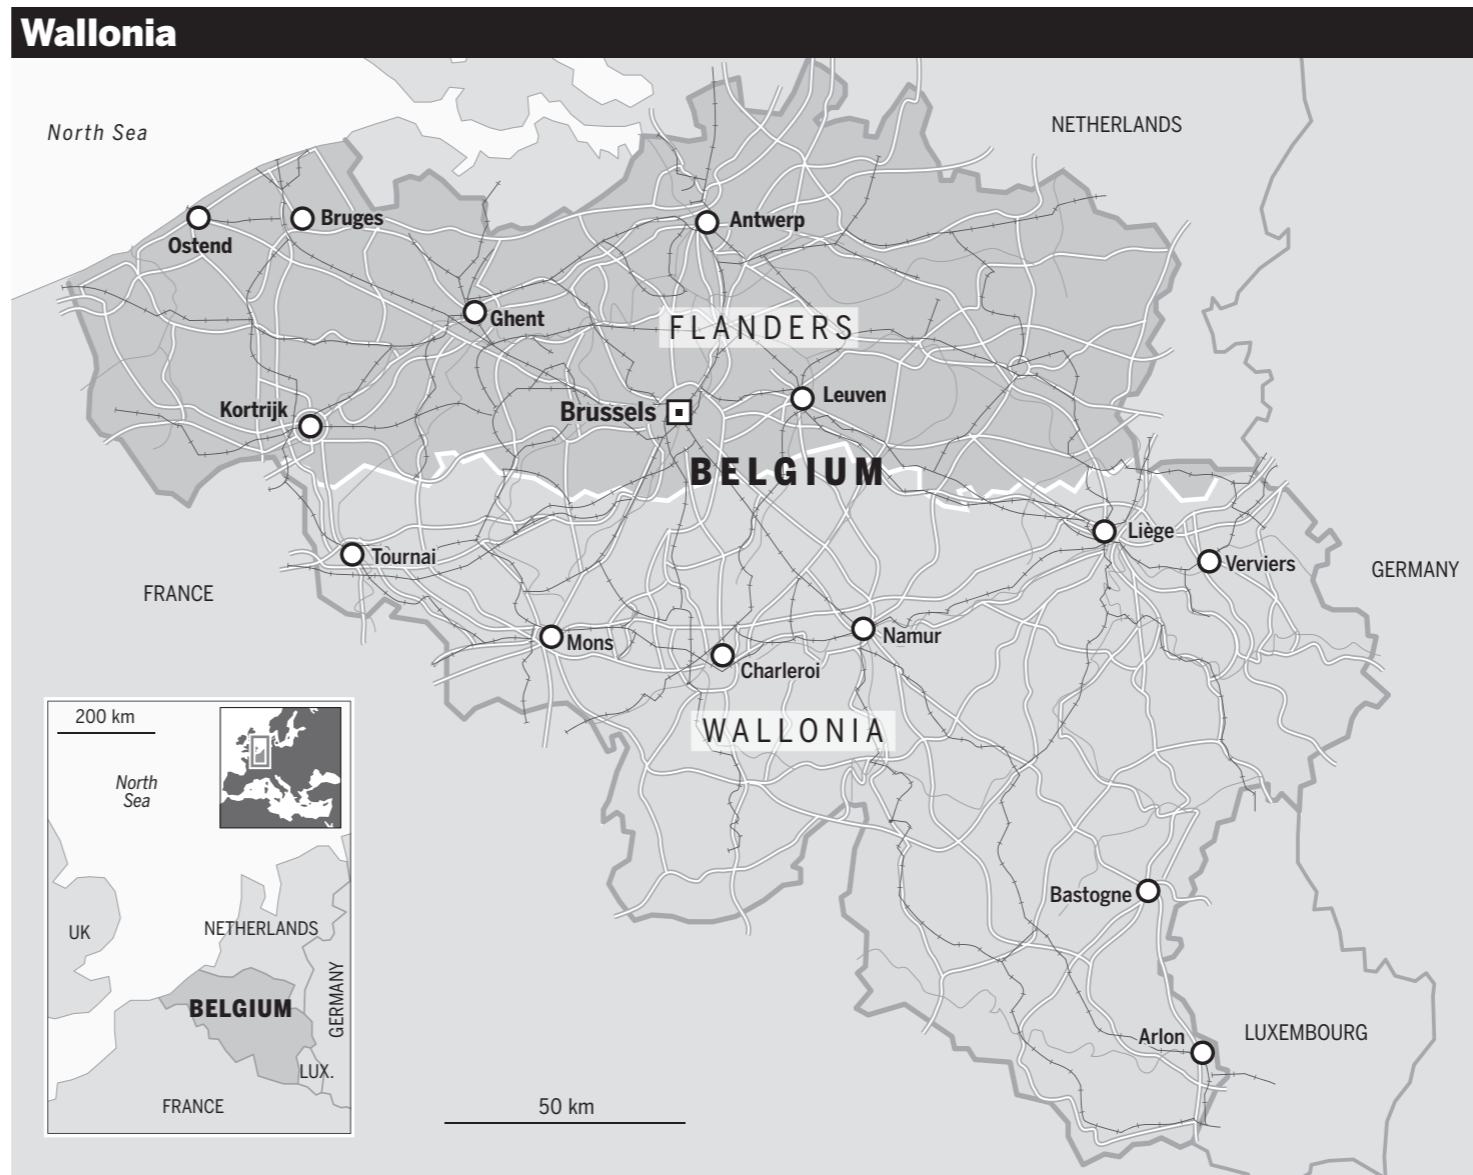 Wallonia
North Sea
NETHERLANDS
Ostend
Bruges
Antwerp
Ghent
FLANDERS
Kortrijk
Brussels
Leuven
BELGIUM
Tournai
Liège
Verviers
FRANCE
GERMANY
Mons
Charleroi
Namur
WALLONIA
Bastogne
Arlon
LUXEMBOURG
50 km
200 km
North
Sea
UK
NETHERLANDS
BELGIUM
GERMANY
LUX.
FRANCE